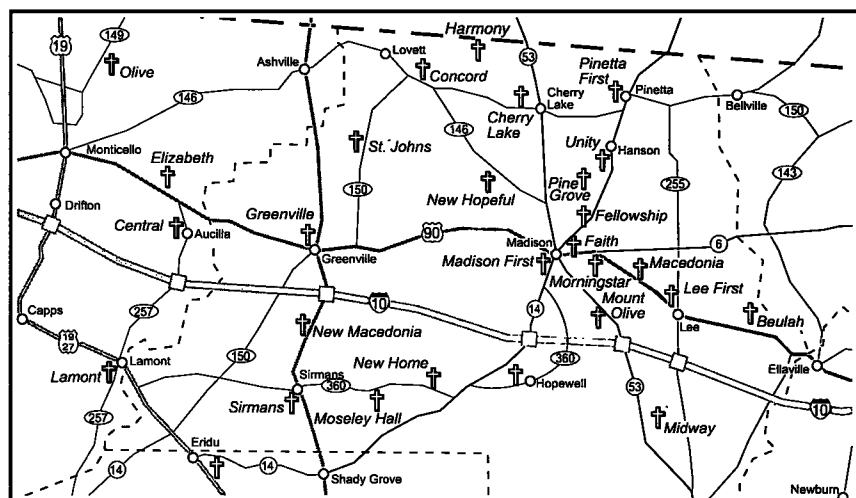 19
149
Olive
Harmony
53
Lovett
Ashville
Concord
Pinetta
First
Pinetta
Cherry
Lake
Cherry
Lake
Bellville
146
150
Monticello
Elizabeth
St. Johns
146
Unity
Hanson
143
150
New Hopeful
Pine
Grove
255
Drifton
Central
Aucilla
Greenville
Greenville
90
Fellowship
Madison
Faith
6
Madison First
Macedonia
Morningstar
Lee First
Mount
Olive
Lee
Beulah
Capps
257
10
14
19
27
New Macedonia
150
Lamont
Lamont
New Home
360
Ellaville
Sirmans
360
Hopewell
53
10
Sirmans
Moseley Hall
Midway
257
Eridu
14
14
Shady Grove
Newburn